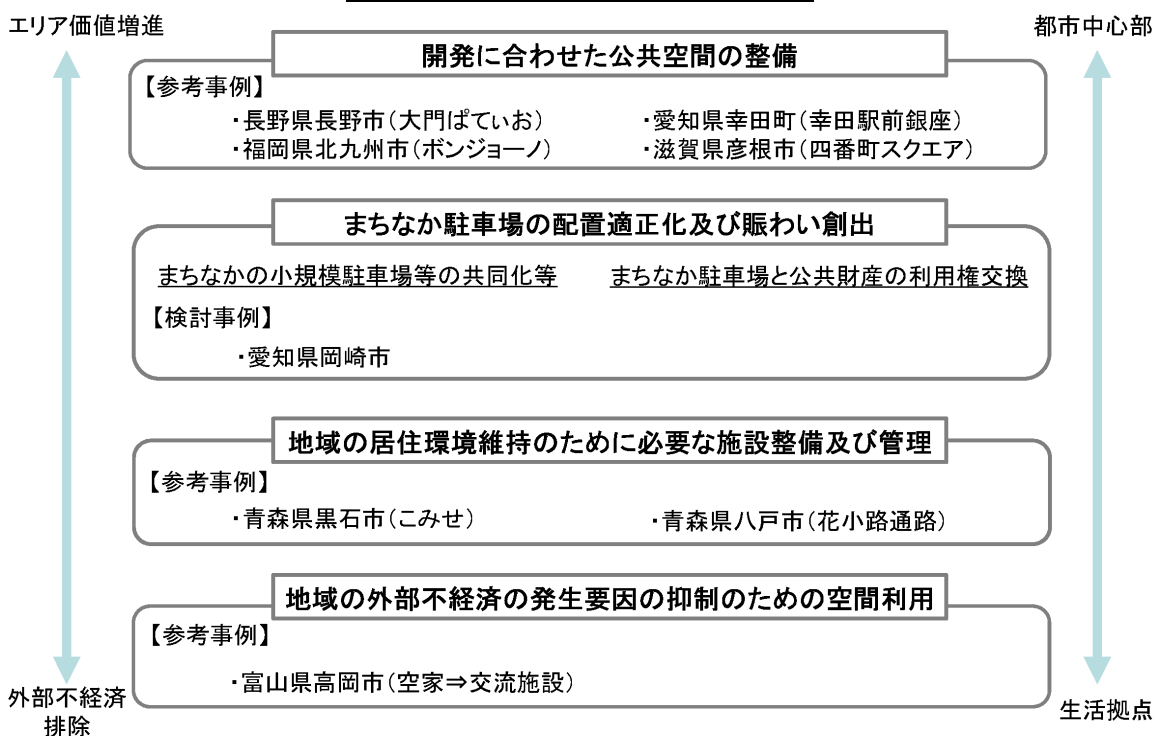 エリア価値増進
都市中心部
開発に合わせた公共空間の整備
【参考事例】
・長野県長野市(大門ぱてぃお)
・愛知県幸田町(幸田駅前銀座)
・福岡県北九州市(ボンジョーノ)
・滋賀県彦根市(四番町スクエア)
まちなか駐車場の配置適正化及び賑わい創出
まちなかの小規模駐車場等の共同化等
まちなか駐車場と公共財産の利用権交換
【検討事例】
・愛知県岡崎市
地域の居住環境維持のために必要な施設整備及び管理
【参考事例】
・青森県黒石市(こみせ)
・青森県八戸市(花小路通路)
地域の外部不経済の発生要因の抑制のための空間利用
【参考事例】
・富山県高岡市(空家⇒交流施設)
外部不経済
排除
生活拠点